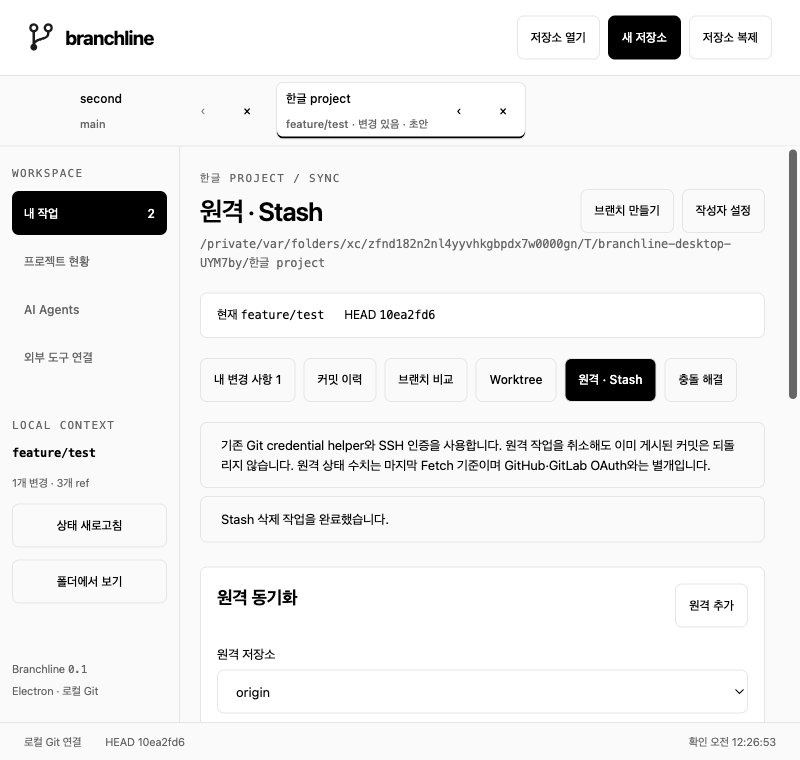 branchline
저장소 열기
새 저장소
저장소 복제
second
main
‹
×
한글 project
feature/test · 변경 있음 · 초안
‹
×
WORKSPACE
내 작업 2
프로젝트 현황
AI Agents
외부 도구 연결
LOCAL CONTEXT
feature/test
1개 변경 · 3개 ref
상태 새로고침
폴더에서 보기
Branchline 0.1
Electron · 로컬 Git
한글 PROJECT / SYNC
원격 · Stash
브랜치 만들기
작성자 설정
/private/var/folders/xc/zfnd182n2nl4yyvhkgbpdx7w0000gn/T/branchline-desktop-
UYM7by/한글 project
현재 feature/test HEAD 10ea2fd6
내 변경 사항 1
커밋 이력
브랜치 비교
Worktree
원격 · Stash
충돌 해결
기존 Git credential helper와 SSH 인증을 사용합니다. 원격 작업을 취소해도 이미 게시된 커밋은 되돌
리지 않습니다. 원격 상태 수치는 마지막 Fetch 기준이며 GitHub·GitLab OAuth와는 별개입니다.
Stash 삭제 작업을 완료했습니다.
원격 동기화
원격 추가
원격 저장소
origin
로컬 Git 연결
HEAD 10ea2fd6
확인 오전 12:26:53